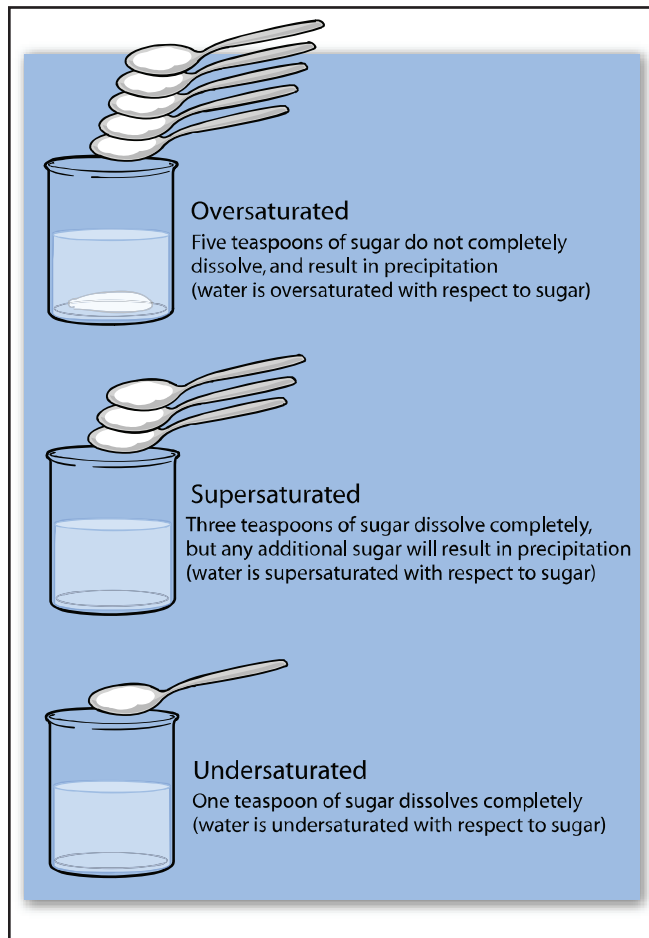 Oversaturated
Five teaspoons of sugar do not completely
dissolve, and result in precipitation
(water is oversaturated with respect to sugar)
Supersaturated
Three teaspoons of sugar dissolve completely,
but any additional sugar will result in precipitation
(water is supersaturated with respect to sugar)
Undersaturated
One teaspoon of sugar dissolves completely
(water is undersaturated with respect to sugar)